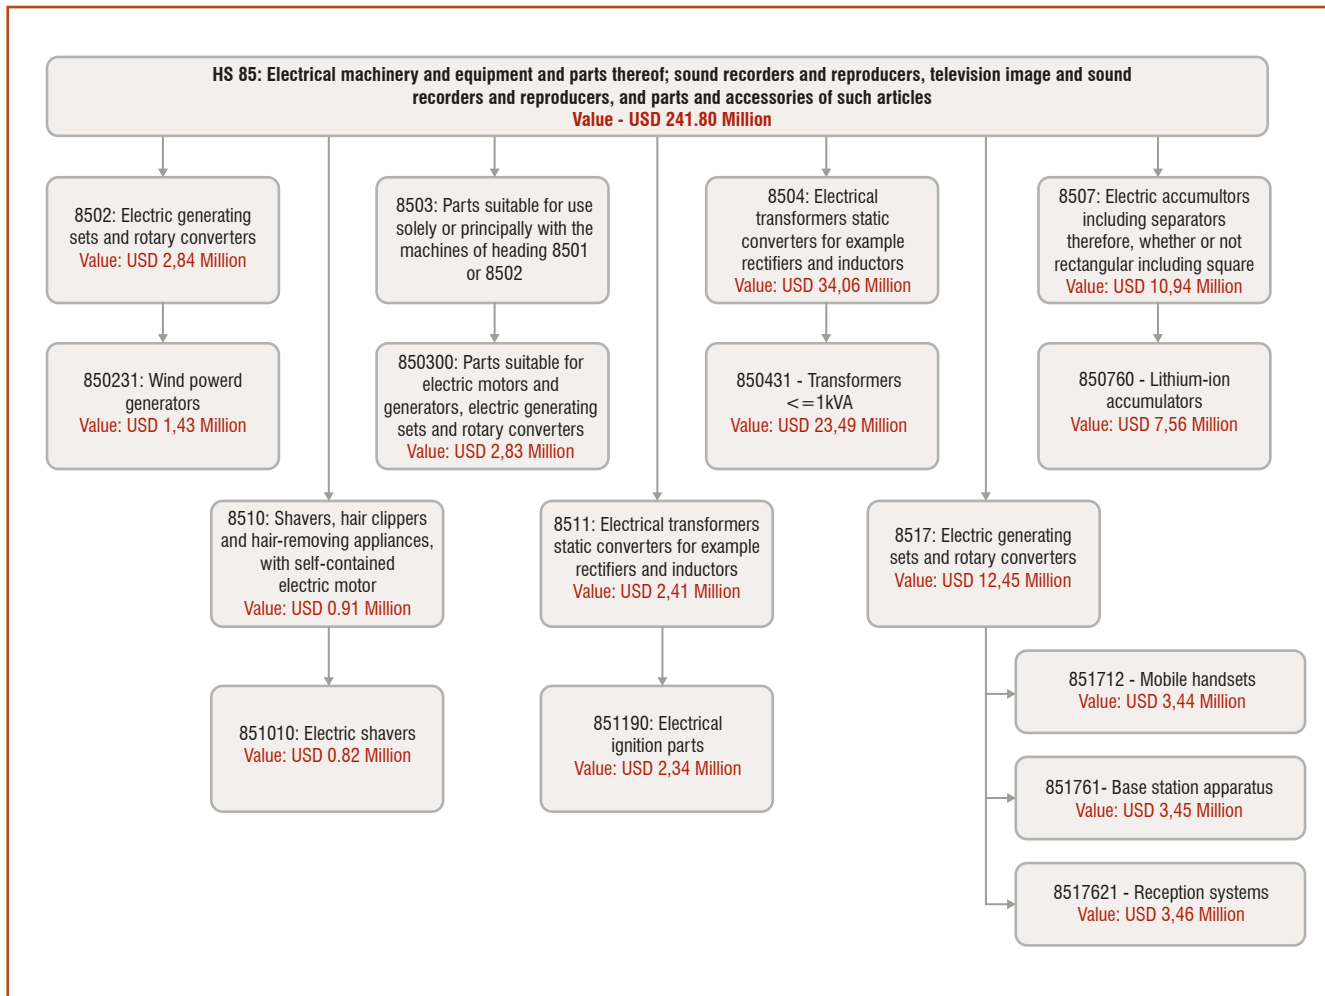 HS 85: Electrical machinery and equipment and parts thereof; sound recorders and reproducers, television image and sound
recorders and reproducers, and parts and accessories of such articles
Value - USD 241.80 Million
8502: Electric generating
sets and rotary converters
Value: USD 2,84 Million
8503: Parts suitable for use
solely or principally with the
machines of heading 8501
or 8502
8504: Electrical
transformers static
converters for example
rectifiers and inductors
Value: USD 34,06 Million
8507: Electric accumultors
including separators
therefore, whether or not
rectangular including square
Value: USD 10,94 Million
850231: Wind powerd
generators
Value: USD 1,43 Million
850300: Parts suitable for
electric motors and
generators, electric generating
sets and rotary converters
Value: USD 2,83 Million
850431 - Transformers
<=1kVA
Value: USD 23,49 Million
850760 - Lithium-ion
accumulators
Value: USD 7,56 Million
8510: Shavers, hair clippers
and hair-removing appliances,
with self-contained
electric motor
Value: USD 0.91 Million
8511: Electrical transformers
static converters for example
rectifiers and inductors
Value: USD 2,41 Million
8517: Electric generating
sets and rotary converters
Value: USD 12,45 Million
851010: Electric shavers
Value: USD 0.82 Million
851190: Electrical
ignition parts
Value: USD 2,34 Million
851712 - Mobile handsets
Value: USD 3,44 Million
851761- Base station apparatus
Value: USD 3,45 Million
8517621 - Reception systems
Value: USD 3,46 Million